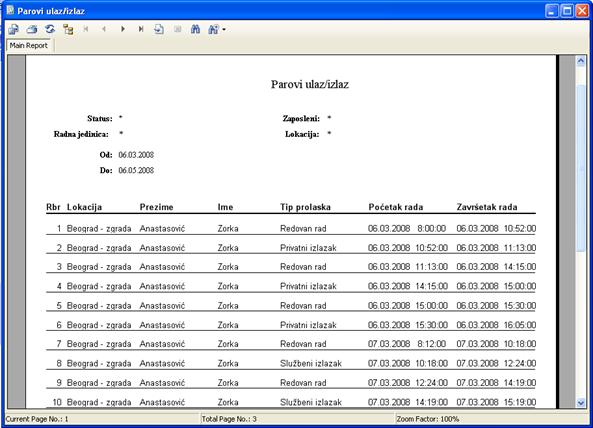 Parovi ulaz/izlaz
Main Report
Parovi ulaz/izlaz
Status: * Zaposleni: *
Radna jedinica: * Lokacija: *
Od: 06.03.2008
Do: 06.05.2008
Rbr Lokacija Prezime Ime Tip prolaska Početak rada Završetak rada
1 Beograd - zgrada Anastasović Zorka Redovan rad 06.03.2008 8:00:00 06.03.2008 10:52:00
2 Beograd - zgrada Anastasović Zorka Privatni izlazak 06.03.2008 10:52:00 06.03.2008 11:13:00
3 Beograd - zgrada Anastasović Zorka Redovan rad 06.03.2008 11:13:00 06.03.2008 14:15:00
4 Beograd - zgrada Anastasović Zorka Privatni izlazak 06.03.2008 14:15:00 06.03.2008 15:00:00
5 Beograd - zgrada Anastasović Zorka Redovan rad 06.03.2008 15:00:00 06.03.2008 15:30:00
6 Beograd - zgrada Anastasović Zorka Privatni izlazak 06.03.2008 15:30:00 06.03.2008 16:05:00
7 Beograd - zgrada Anastasović Zorka Redovan rad 07.03.2008 8:12:00 07.03.2008 10:18:00
8 Beograd - zgrada Anastasović Zorka Službeni izlazak 07.03.2008 10:18:00 07.03.2008 12:24:00
9 Beograd - zgrada Anastasović Zorka Redovan rad 07.03.2008 12:24:00 07.03.2008 14:19:00
10 Beograd - zgrada Anastasović Zorka Službeni izlazak 07.03.2008 14:19:00 07.03.2008 15:19:00
Current Page No.: 1 Total Page No.: 3 Zoom Factor: 100%